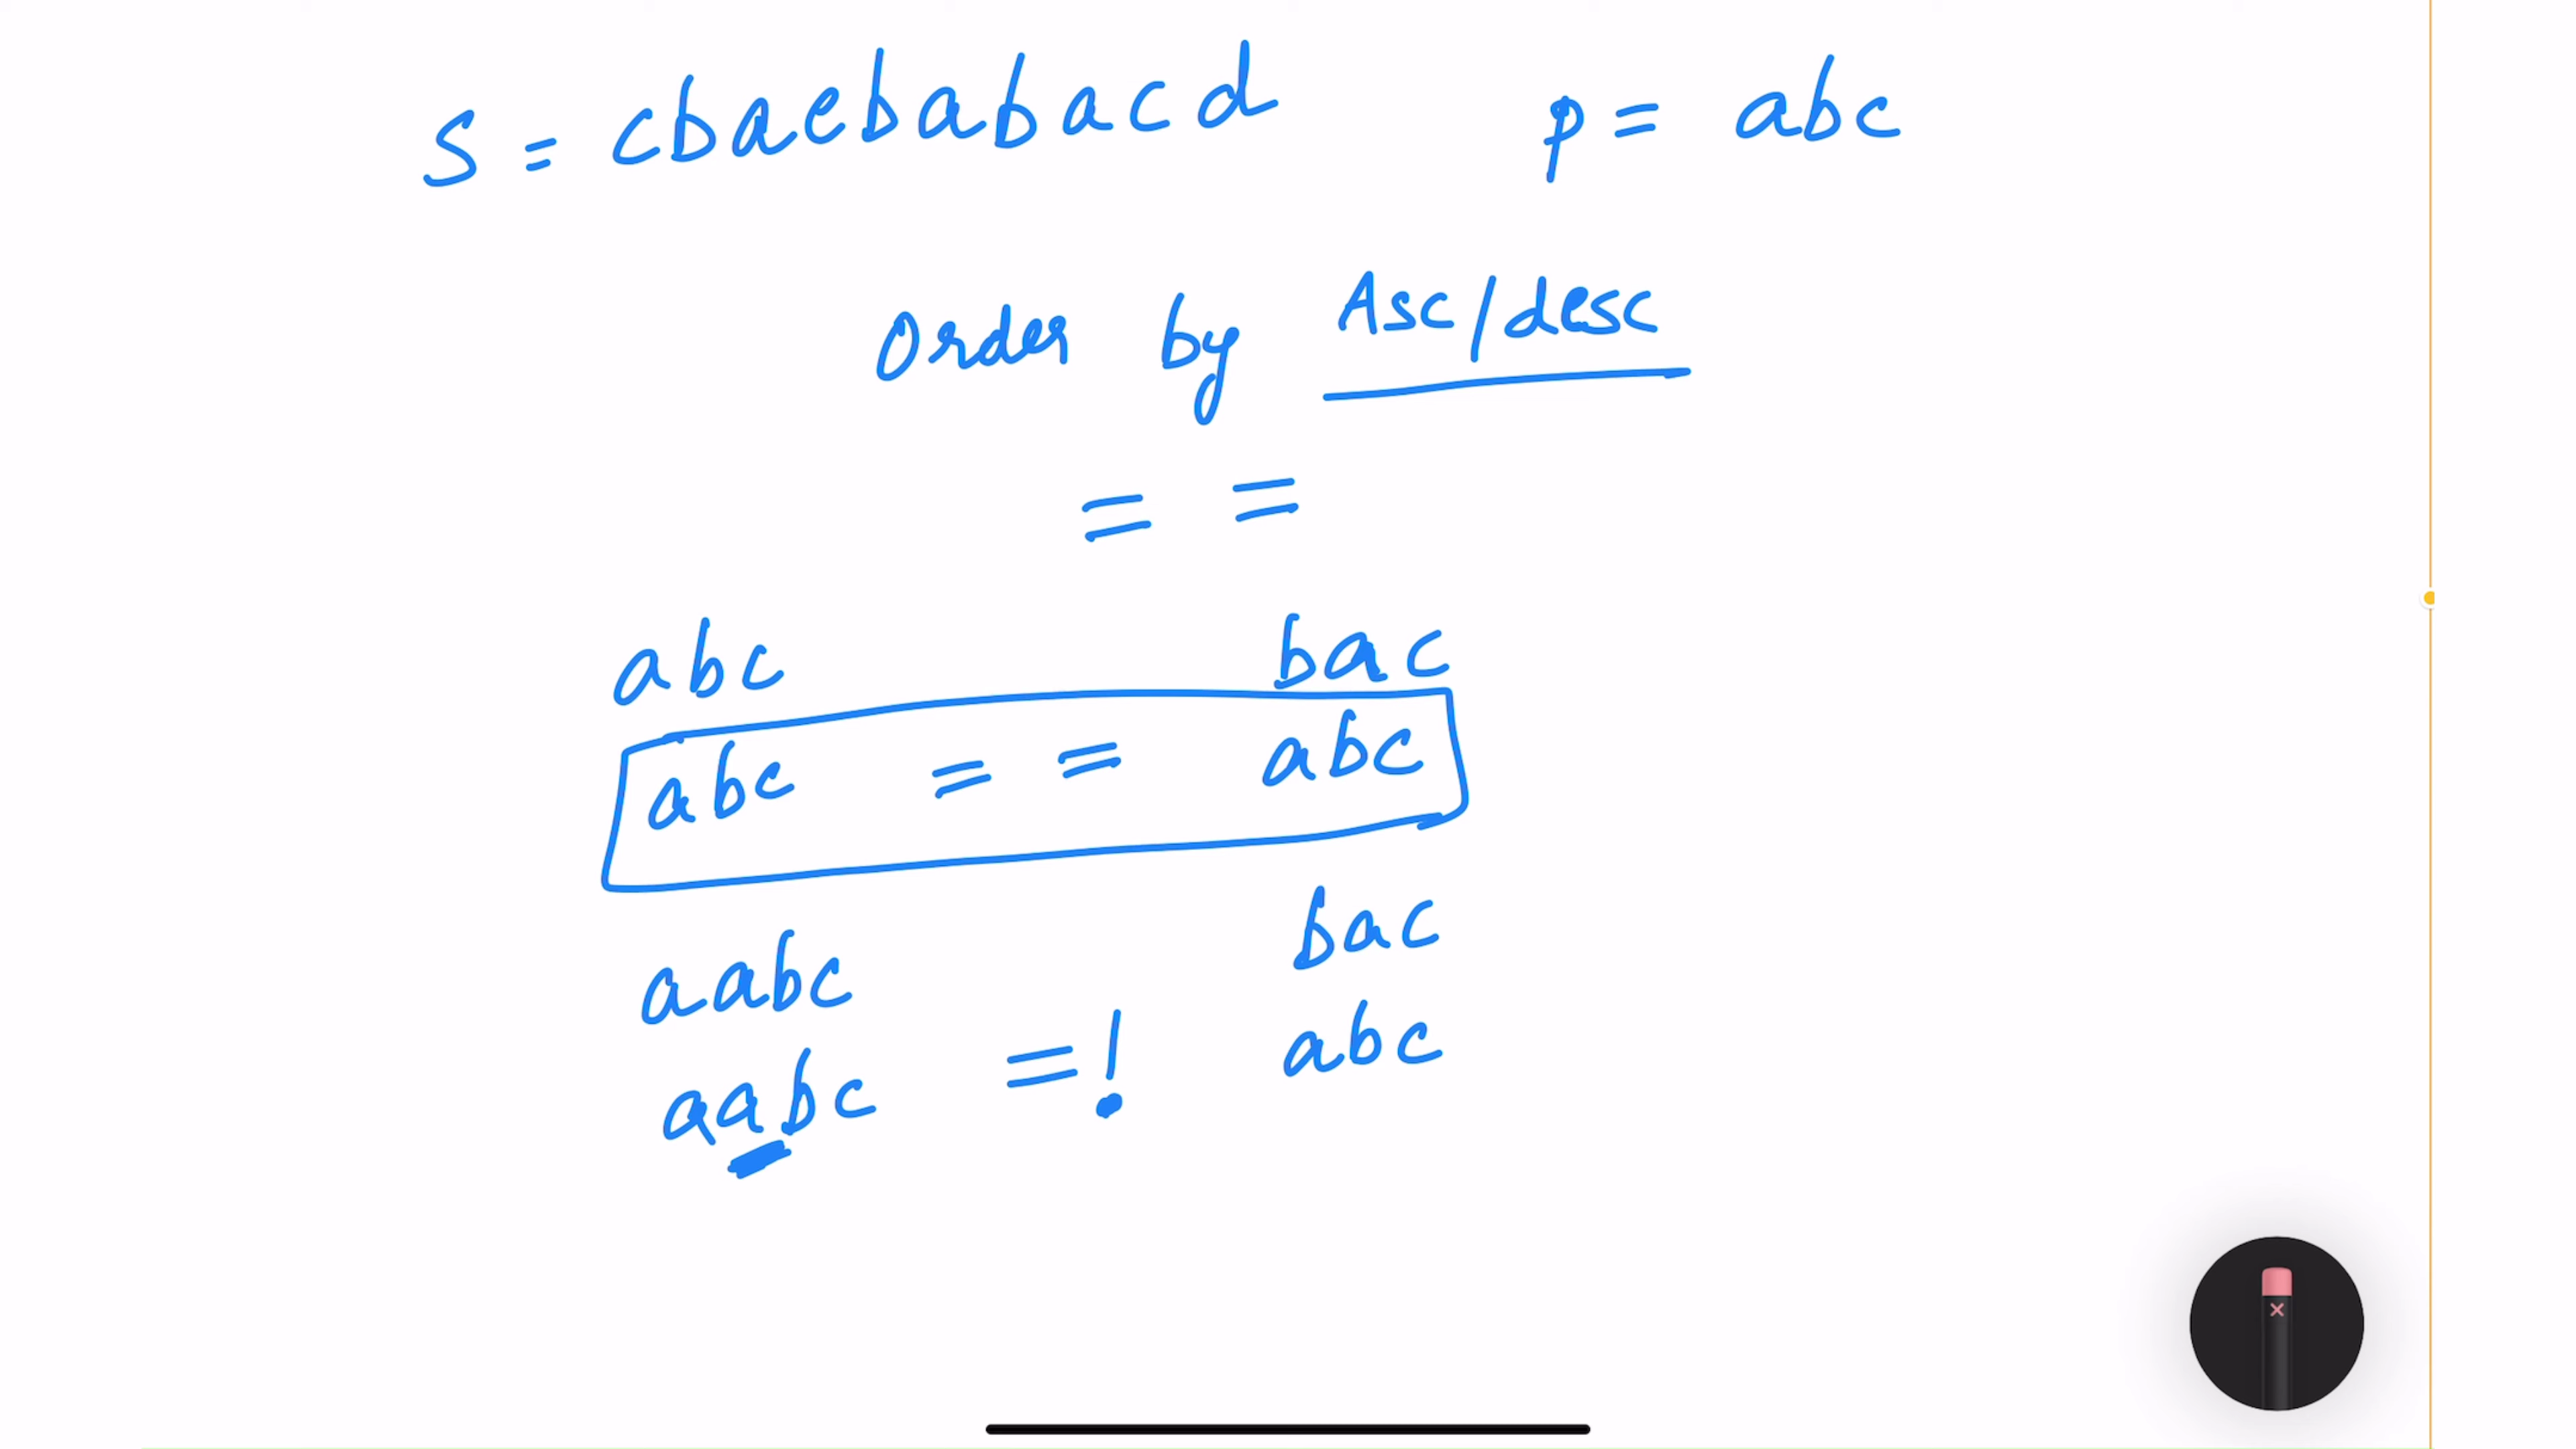 S = cbaebabacd p = abc
Order by Asc/desc
= =
abc bac
abc = = abc
aabc bac
aabc =! abc